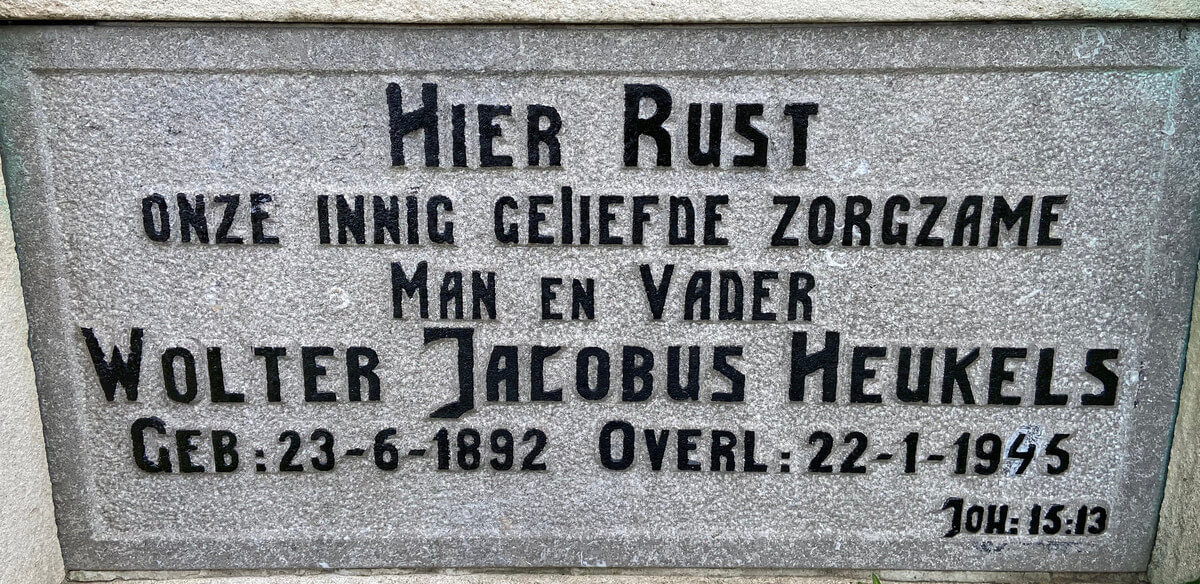 HIER RUST
ONZE INNIG GELIEFDE ZORGZAME
MAN EN VADER
WOLTER JACOBUS HEUKELS
GEB: 23-6-1892 OVERL: 22-1-1945
JOH: 15:13